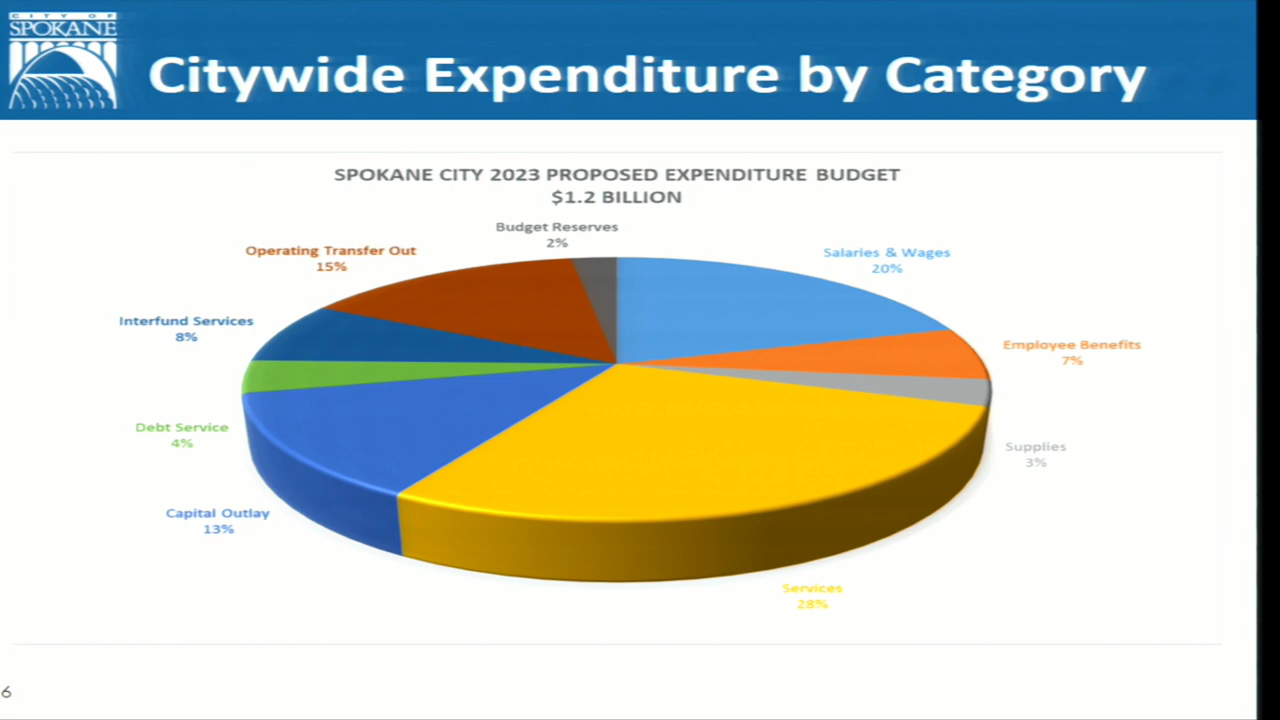 CITY OF
SPOKANE
Citywide Expenditure by Category
SPOKANE CITY 2023 PROPOSED EXPENDITURE BUDGET
$1.2 BILLION
Budget Reserves
2%
Operating Transfer Out
15%
Salaries & Wages
20%
Interfund Services
8%
Employee Benefits
7%
Debt Service
4%
Supplies
3%
Capital Outlay
13%
Services
28%
6